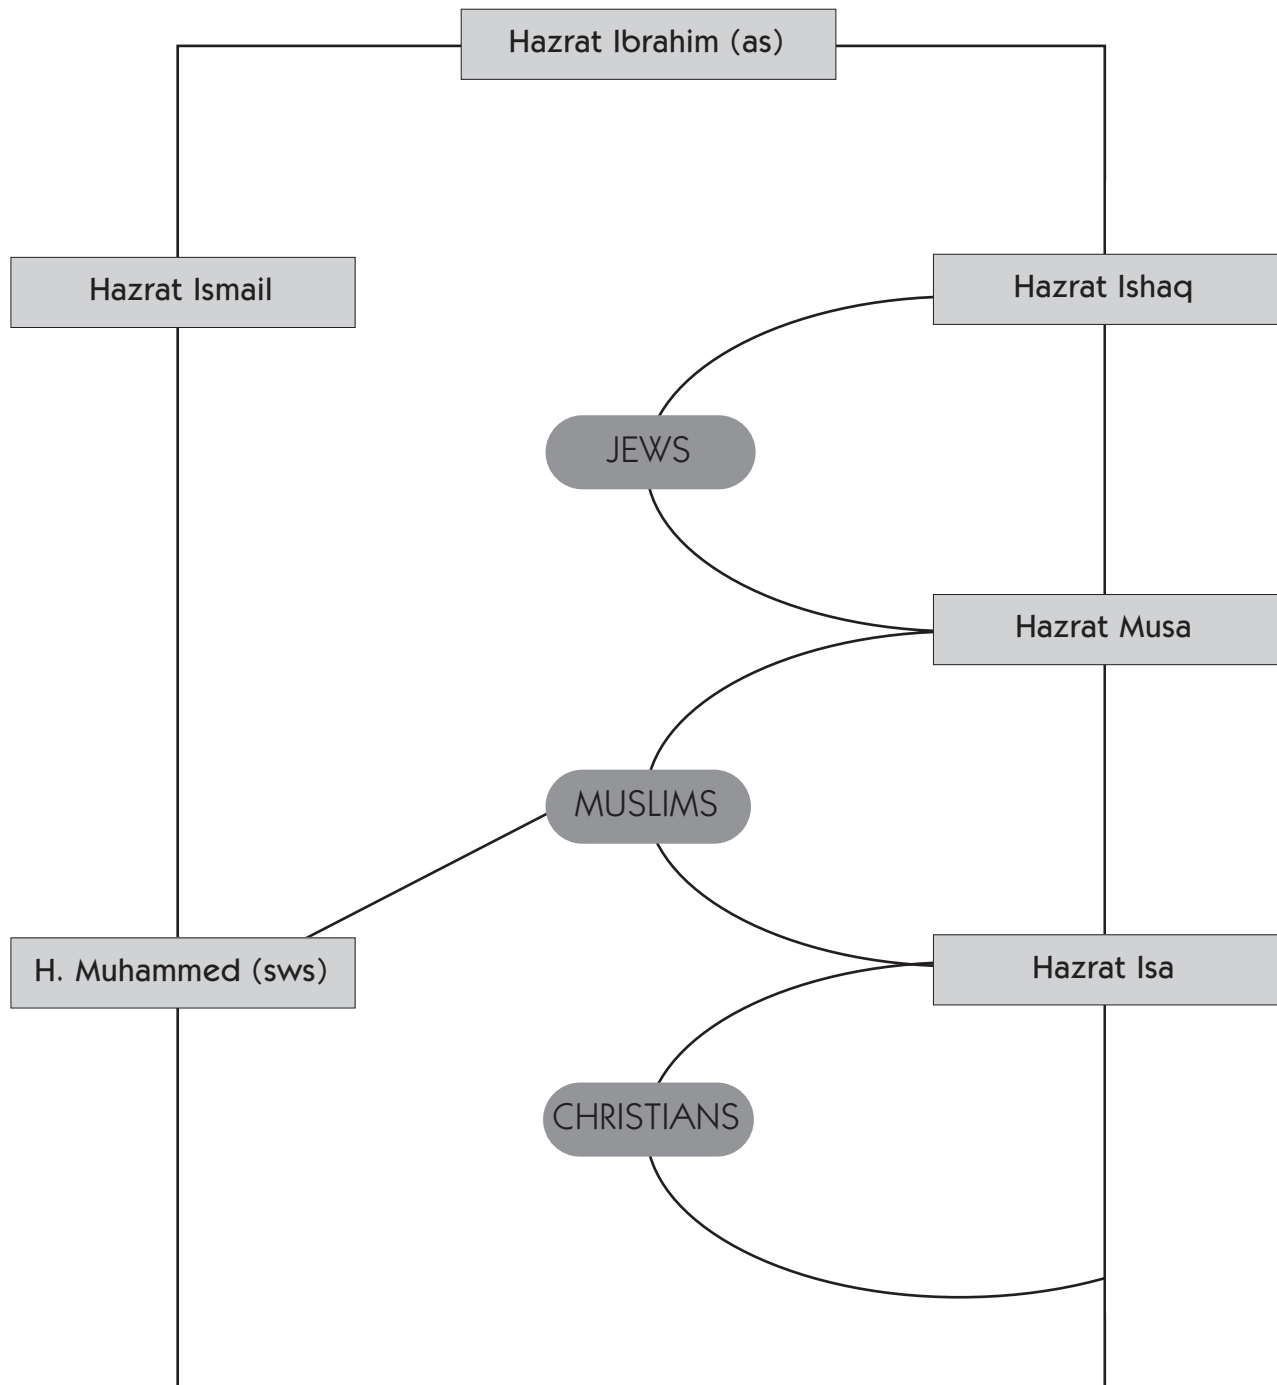 Hazrat Ibrahim (as)
Hazrat Ismail
Hazrat Ishaq
JEWS
Hazrat Musa
MUSLIMS
H. Muhammed (sws)
Hazrat Isa
CHRISTIANS